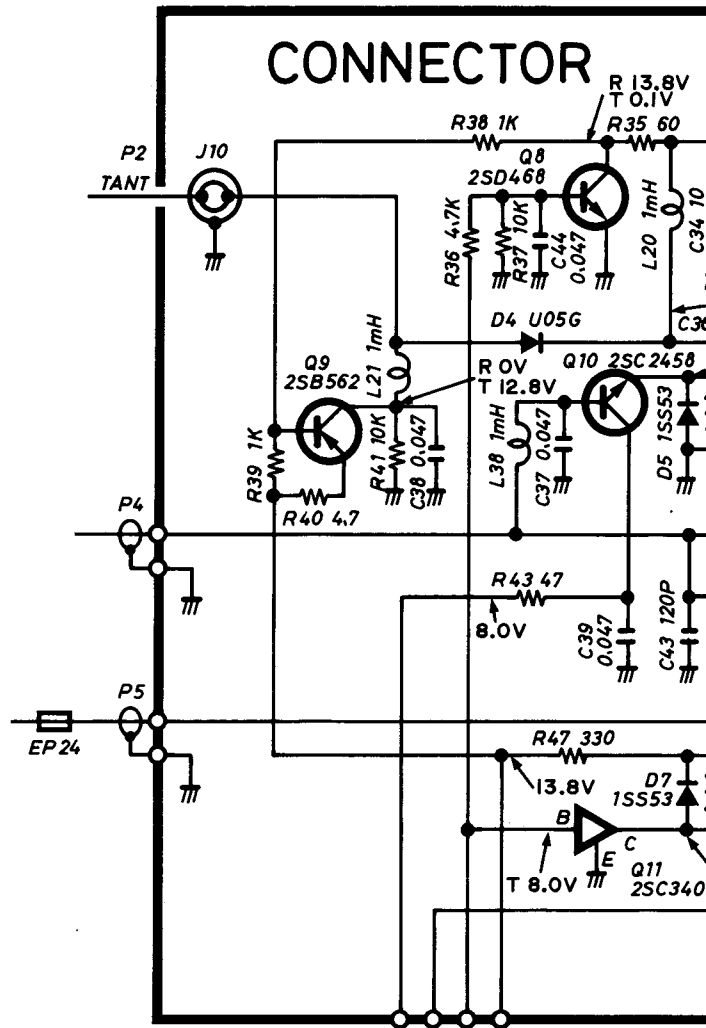 CONNECTOR
R 13.8V
T 0.1V
R38 1K
R35 60
P2
J10
Q8
2SD468
TANT
R36 4.7K
R37 10K
C44
0.047
L20 1mH
C34 10
D4 U05G
C36
L21 1mH
Q9
2SB562
R 0V
T 12.8V
Q10 2SC2458
R39 1K
R41 10K
C38 0.047
L38 1mH
C37 0.047
D5 1SS53
R40 4.7
P4
R43 47
8.0V
C39
0.047
C43 120P
P5
EP24
R47 330
13.8V
D7
1SS53
B
E
C
T 8.0V
Q11
2SC340